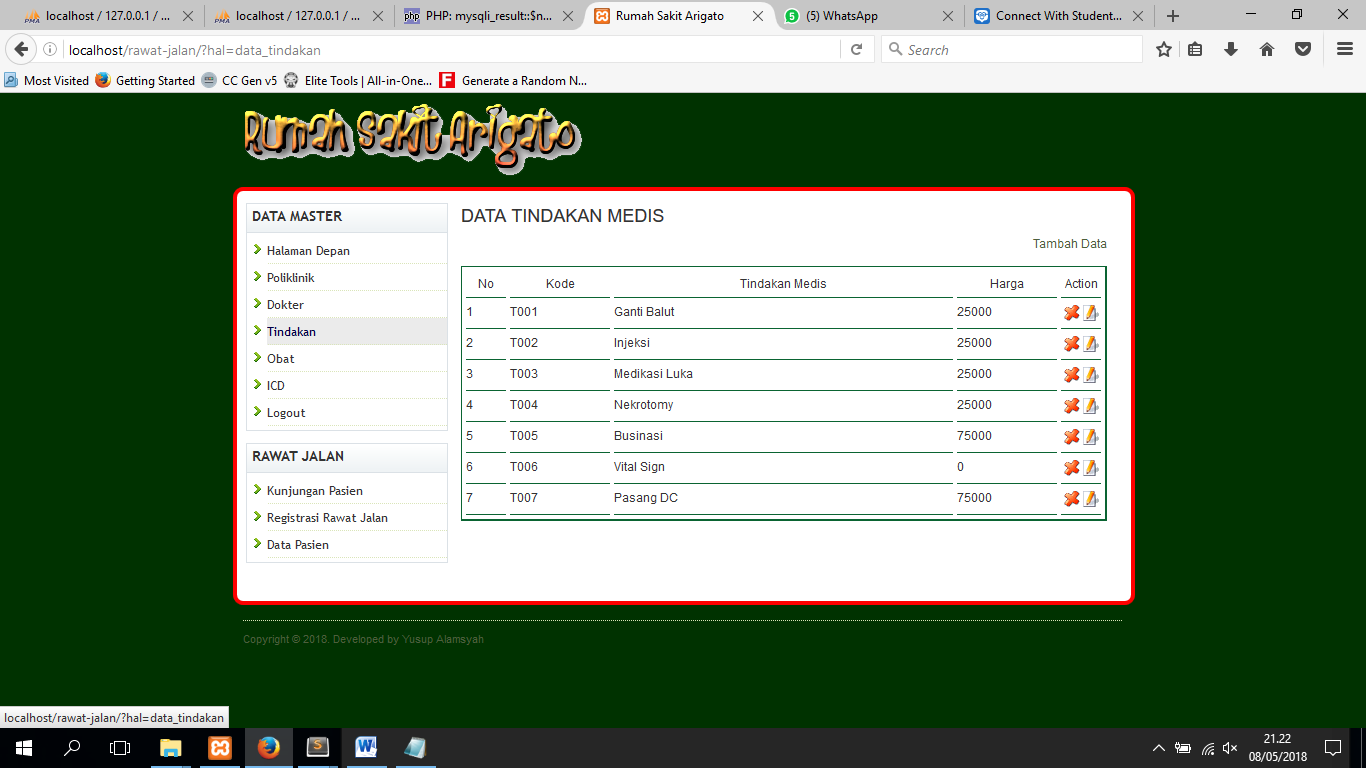 localhost / 127.0.0.1 / ...
localhost / 127.0.0.1 / ...
php PHP: mysqli_result::$n...
Rumah Sakit Arigato
(5) WhatsApp
Connect With Student...
localhost/rawat-jalan/?hal=data_tindakan
Search
Most Visited
Getting Started
CC Gen v5
Elite Tools | All-in-One...
F Generate a Random N...
Rumah Sakit Arigato
DATA MASTER
Halaman Depan
Poliklinik
Dokter
Tindakan
Obat
ICD
Logout
RAWAT JALAN
Kunjungan Pasien
Registrasi Rawat Jalan
Data Pasien
DATA TINDAKAN MEDIS
Tambah Data
No Kode Tindakan Medis Harga Action
1 T001 Ganti Balut 25000
2 T002 Injeksi 25000
3 T003 Medikasi Luka 25000
4 T004 Nekrotomy 25000
5 T005 Businasi 75000
6 T006 Vital Sign 0
7 T007 Pasang DC 75000
Copyright © 2018. Developed by Yusup Alamsyah
localhost/rawat-jalan/?hal=data_tindakan
21.22
08/05/2018